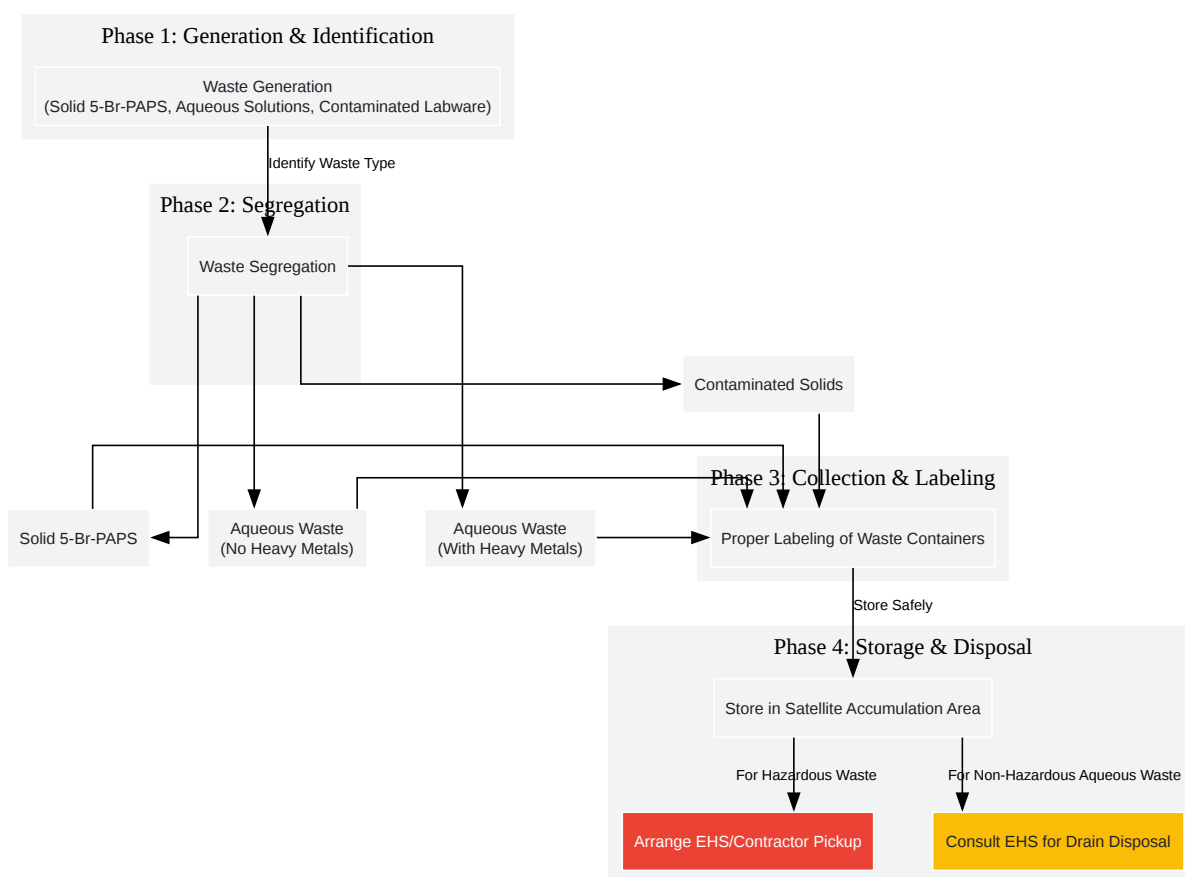 Phase 1: Generation & Identification
Waste Generation
(Solid 5-Br-PAPS, Aqueous Solutions, Contaminated Labware)
Identify Waste Type
Phase 2: Segregation
Waste Segregation
Contaminated Solids
Phase 3: Collection & Labeling
Solid 5-Br-PAPS
Aqueous Waste
(No Heavy Metals)
Aqueous Waste
(With Heavy Metals)
Proper Labeling of Waste Containers
Store Safely
Phase 4: Storage & Disposal
Store in Satellite Accumulation Area
For Hazardous Waste
For Non-Hazardous Aqueous Waste
Arrange EHS/Contractor Pickup
Consult EHS for Drain Disposal